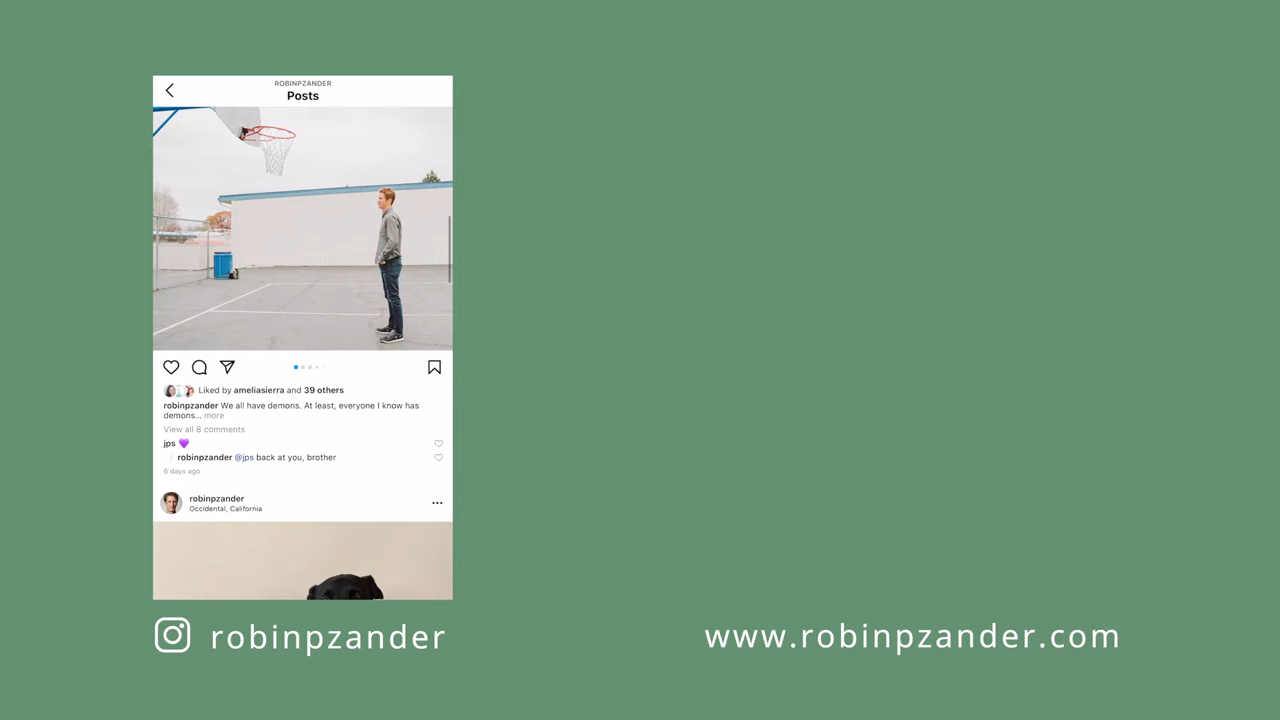 ROBINPZANDER
Posts
Liked by ameliasierra and 39 others
robinpzander We all have demons. At least, everyone I know has
demons... more
View all 8 comments
jps 💜
robinpzander @jps back at you, brother
6 days ago
robinpzander
Occidental, California
robinpzander
www.robinpzander.com